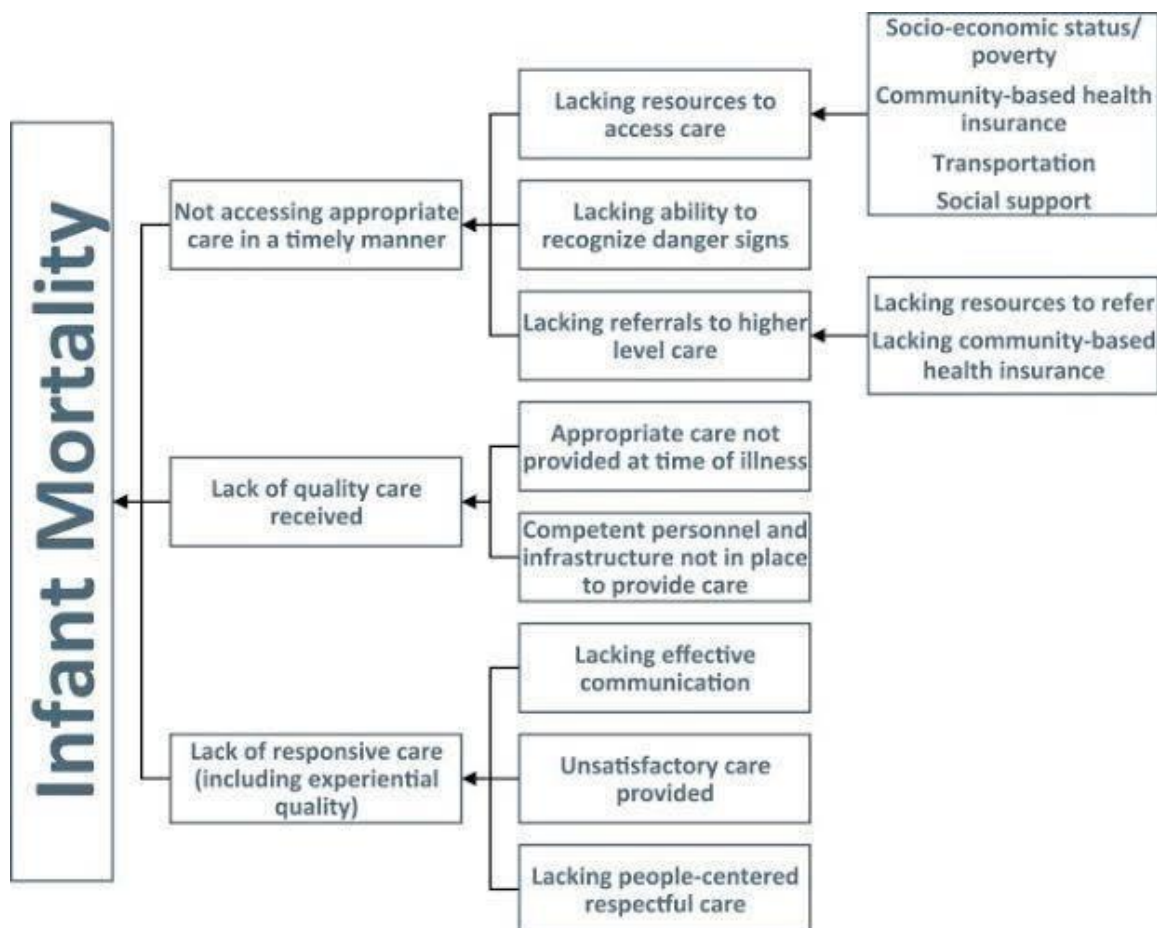 Infant Mortality
Not accessing appropriate
care in a timely manner
Lacking resources to
access care
Socio-economic status/
poverty
Community-based health
insurance
Transportation
Social support
Lacking ability to
recognize danger signs
Lacking referrals to higher
level care
Lacking resources to refer
Lacking community-based
health insurance
Lack of quality care
received
Appropriate care not
provided at time of illness
Competent personnel and
infrastructure not in place
to provide care
Lack of responsive care
(including experiential
quality)
Lacking effective
communication
Unsatisfactory care
provided
Lacking people-centered
respectful care